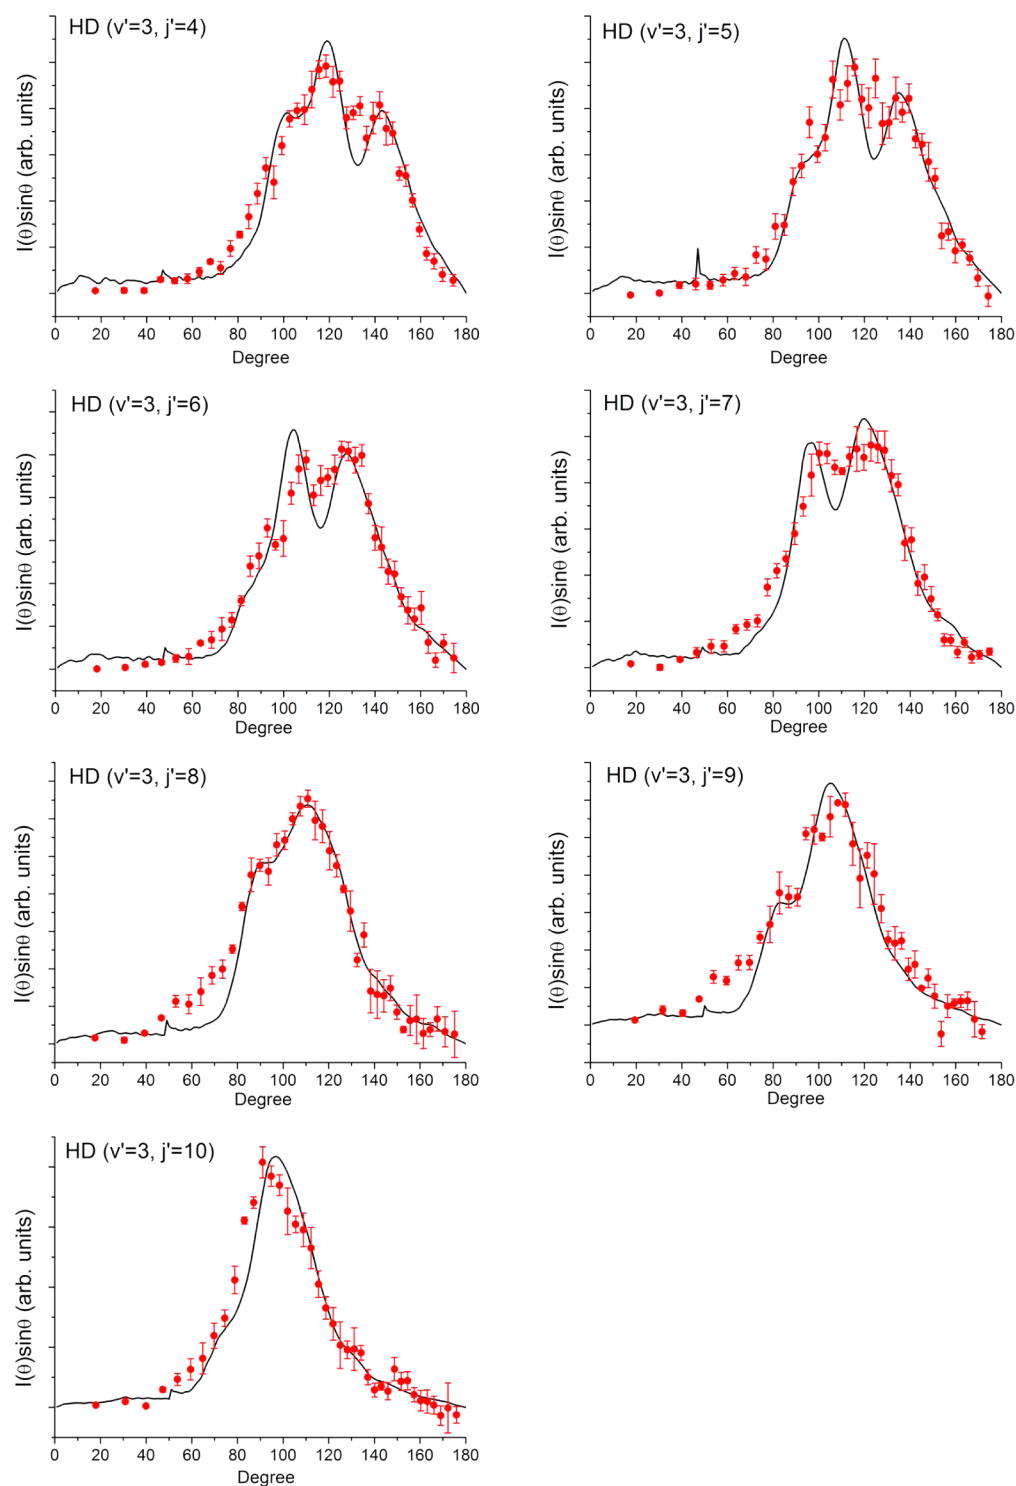 HD (v'=3, j'=4)
I(θ)sinθ (arb. units)
0 20 40 60 80 100 120 140 160 180
Degree
HD (v'=3, j'=5)
I(θ)sinθ (arb. units)
0 20 40 60 80 100 120 140 160 180
Degree
HD (v'=3, j'=6)
I(θ)sinθ (arb. units)
0 20 40 60 80 100 120 140 160 180
Degree
HD (v'=3, j'=7)
I(θ)sinθ (arb. units)
0 20 40 60 80 100 120 140 160 180
Degree
HD (v'=3, j'=8)
I(θ)sinθ (arb. units)
0 20 40 60 80 100 120 140 160 180
Degree
HD (v'=3, j'=9)
I(θ)sinθ (arb. units)
0 20 40 60 80 100 120 140 160 180
Degree
HD (v'=3, j'=10)
I(θ)sinθ (arb. units)
0 20 40 60 80 100 120 140 160 180
Degree